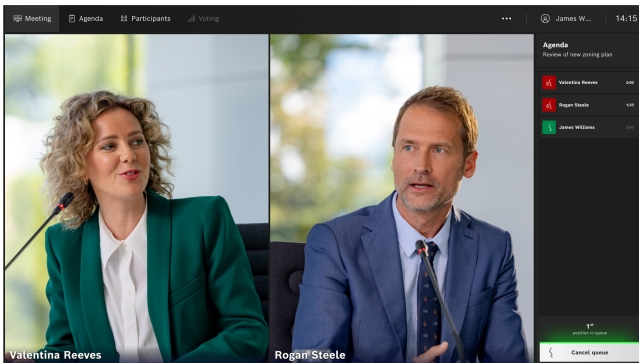 Meeting
Agenda
Participants
Voting
•••
James W...
14:15
Agenda
Review of new zoning plan
Valentina Reeves
Rogan Steele
James Williams
Valentina Reeves
Rogan Steele
1st
position in queue
Cancel queue